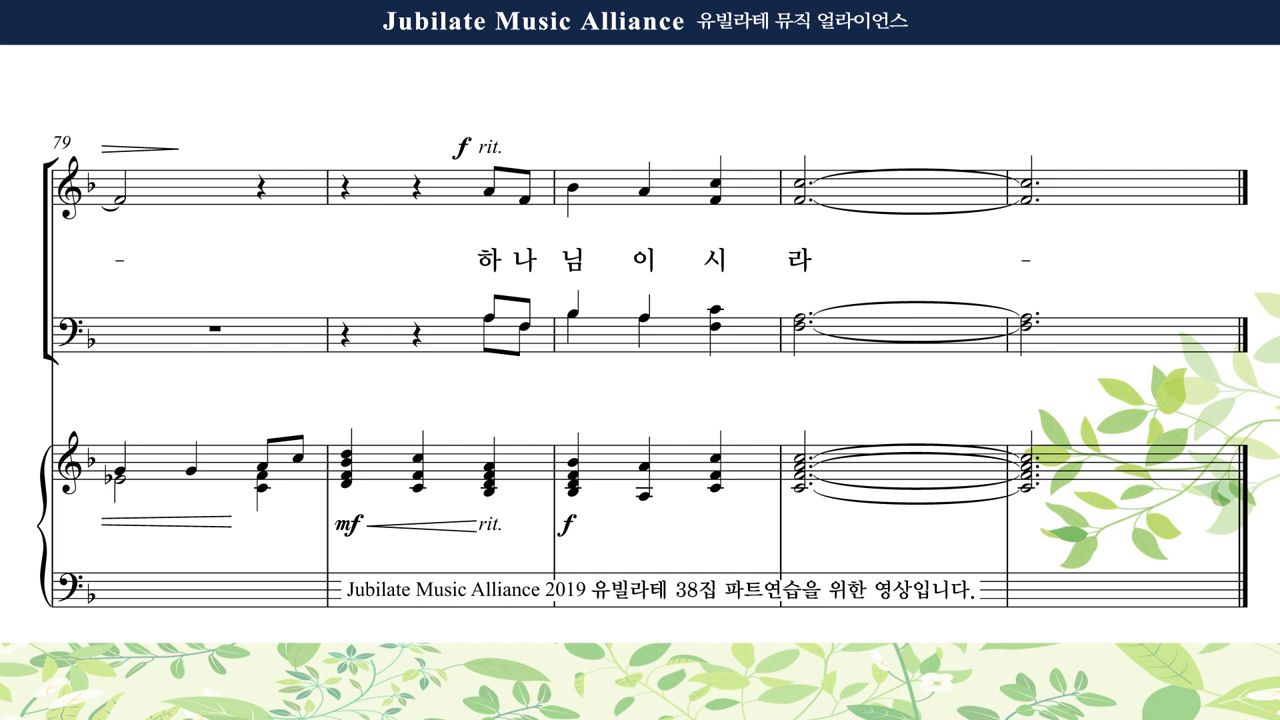 Jubilate Music Alliance 유빌라테 뮤직 얼라이언스
79
f rit.
- 하 나 님 이 시 라 -
mf rit. f
Jubilate Music Alliance 2019 유빌라테 38집 파트연습을 위한 영상입니다.